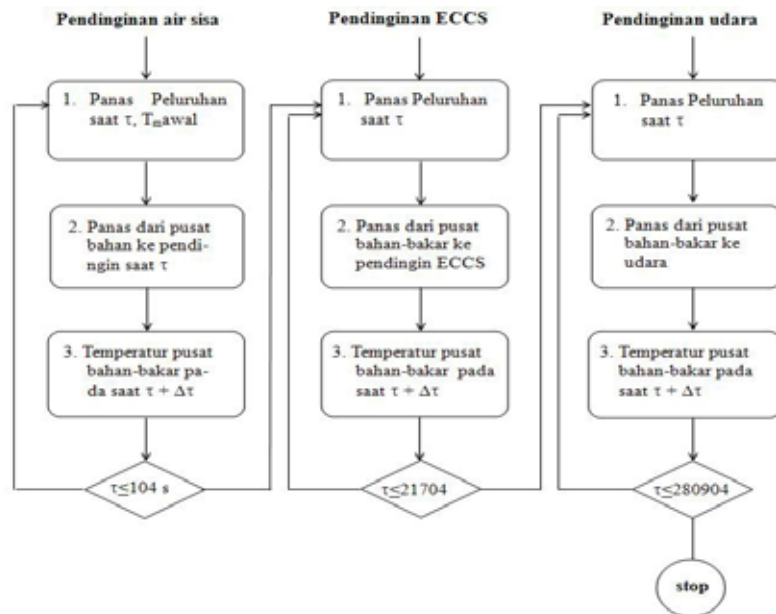 Pendinginan air sisa
1. Panas Peluruhan
saat τ, Tmawal
2. Panas dari pusat
bahan ke pendi-
ngin saat τ
3. Temperatur pusat
bahan-bakar pa-
da saat τ + Δτ
τ≤104 s
Pendinginan ECCS
1. Panas Peluruhan
saat τ
2. Panas dari pusat
bahan-bakar ke
pendingin ECCS
3. Temperatur pusat
bahan-bakar pada
saat τ + Δτ
τ≤21704
Pendinginan udara
1. Panas Peluruhan
saat τ
2. Panas dari pusat
bahan-bakar ke
udara
3. Temperatur pusat
bahan-bakar pada
saat τ + Δτ
τ≤280904
stop